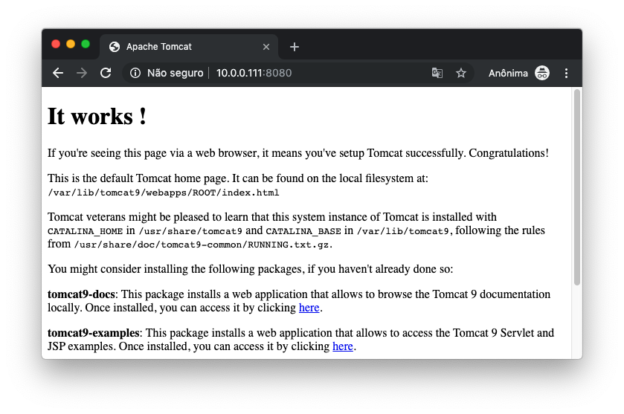 Apache Tomcat
Não seguro | 10.0.0.111:8080
Anônima
It works !
If you're seeing this page via a web browser, it means you've setup Tomcat successfully. Congratulations!
This is the default Tomcat home page. It can be found on the local filesystem at:
/var/lib/tomcat9/webapps/ROOT/index.html
Tomcat veterans might be pleased to learn that this system instance of Tomcat is installed with
CATALINA_HOME in /usr/share/tomcat9 and CATALINA_BASE in /var/lib/tomcat9, following the rules
from /usr/share/doc/tomcat9-common/RUNNING.txt.gz.
You might consider installing the following packages, if you haven't already done so:
tomcat9-docs: This package installs a web application that allows to browse the Tomcat 9 documentation
locally. Once installed, you can access it by clicking here.
tomcat9-examples: This package installs a web application that allows to access the Tomcat 9 Servlet and
JSP examples. Once installed, you can access it by clicking here.